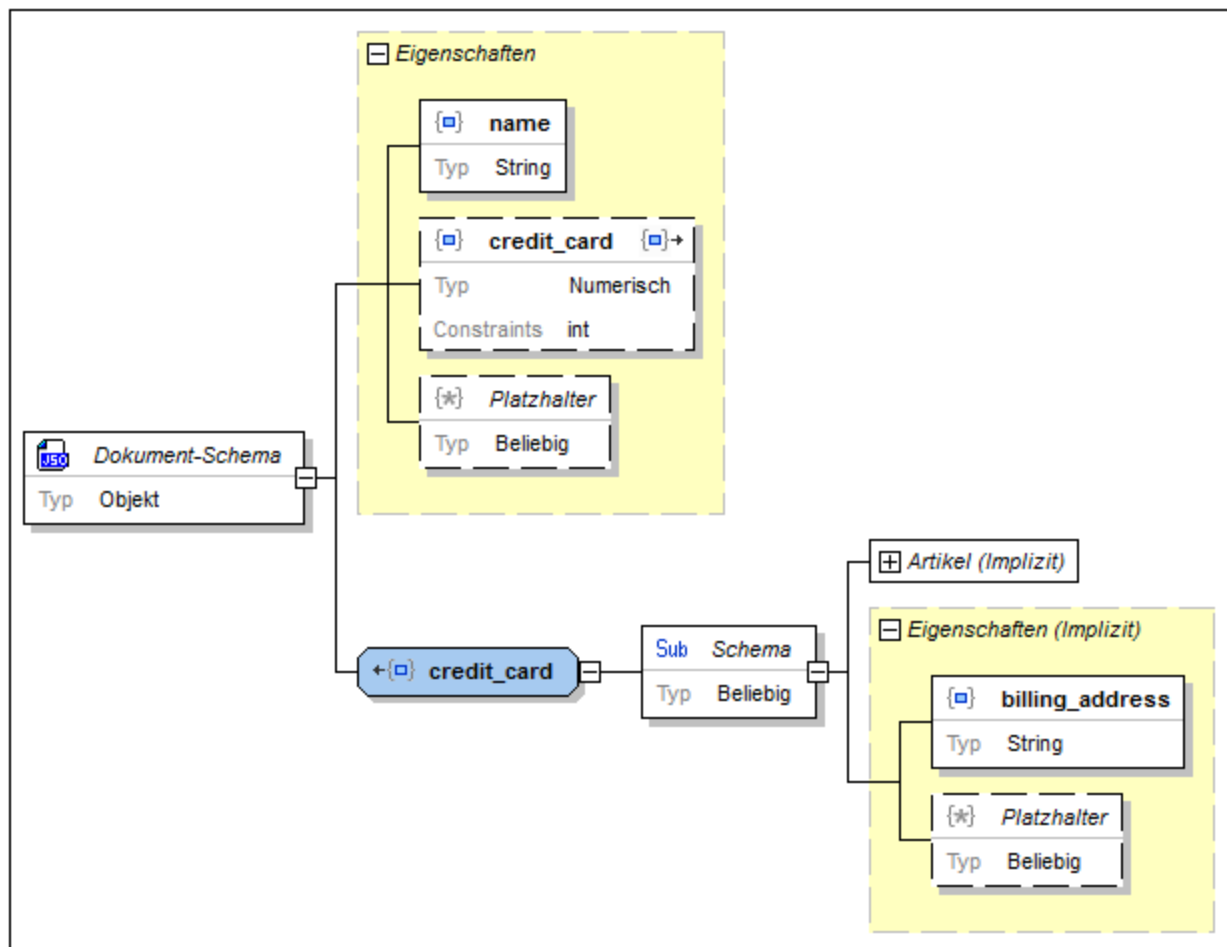 Eigenschaften
{} name
Typ String
{} credit_card {}
Typ Numerisch
Constraints int
{*} Platzhalter
Typ Beliebig
JSO Dokument-Schema
Typ Objekt
Artikel (Implizit)
Eigenschaften (Implizit)
{} credit_card
Sub Schema
Typ Beliebig
{} billing_address
Typ String
{*} Platzhalter
Typ Beliebig